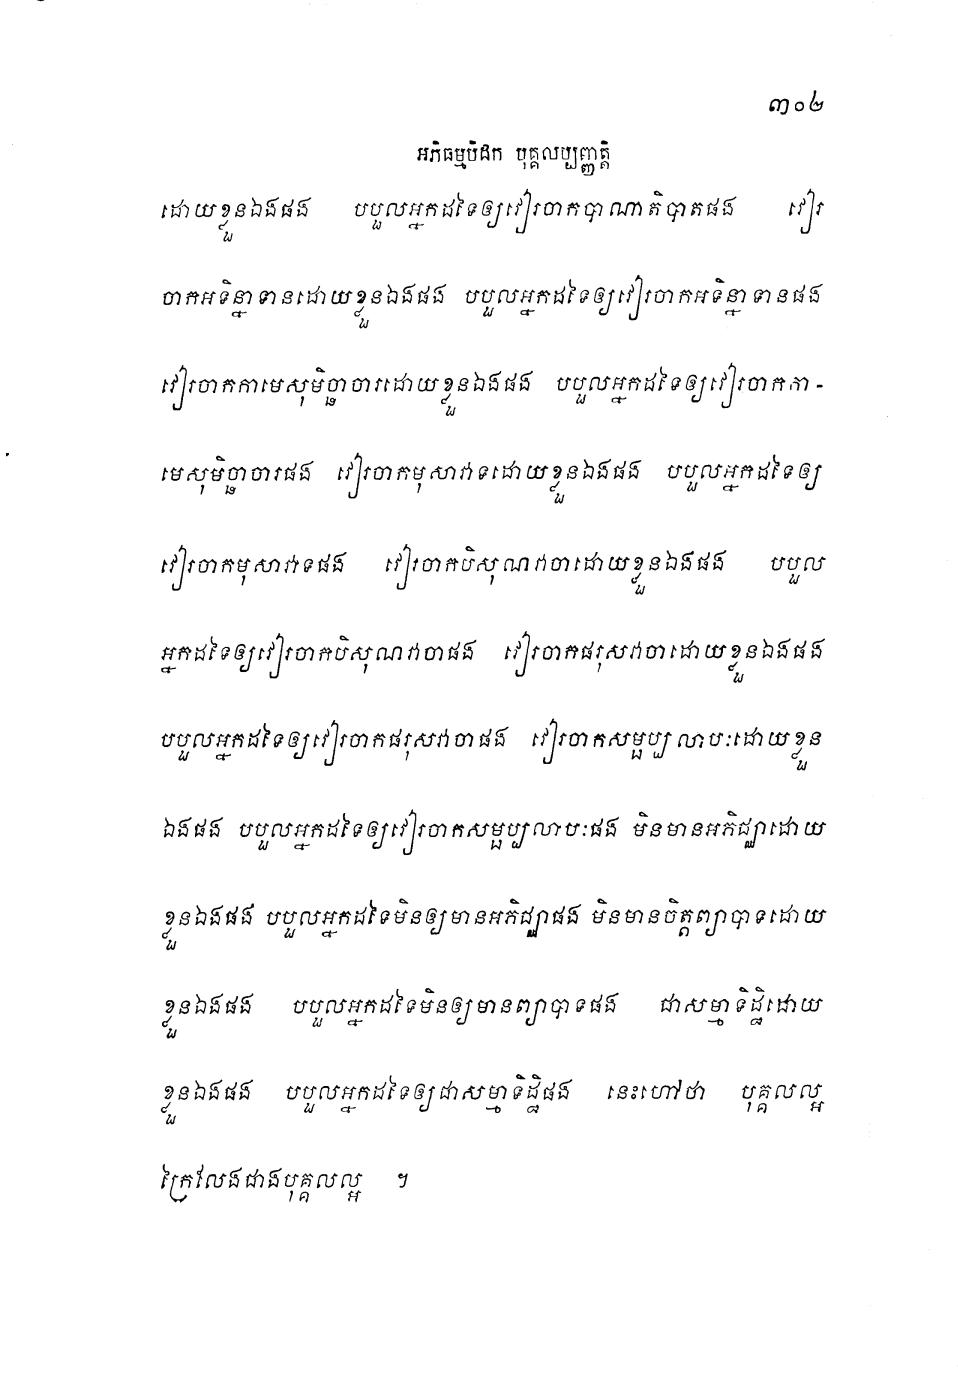 ៣០២
អភិធម្មបិដក បុគ្គលប្បញ្ញត្តិ
ដោយខ្លួនឯងផង បបួលអ្នកដទៃឲ្យវៀរចាកបាណាតិបាតផង វៀរ
ចាកអទិន្នាទានដោយខ្លួនឯងផង បបួលអ្នកដទៃឲ្យវៀរចាកអទិន្នាទានផង
វៀរចាកកាមេសុមិច្ឆាចារដោយខ្លួនឯងផង បបួលអ្នកដទៃឲ្យវៀរចាកកា-
មេសុមិច្ឆាចារផង វៀរចាកមុសាវាទដោយខ្លួនឯងផង បបួលអ្នកដទៃឲ្យ
វៀរចាកមុសាវាទផង វៀរចាកបិសុណវាចាដោយខ្លួនឯងផង បបួល
អ្នកដទៃឲ្យវៀរចាកបិសុណវាចាផង វៀរចាកផរុសវាចាដោយខ្លួនឯងផង
បបួលអ្នកដទៃឲ្យវៀរចាកផរុសវាចាផង វៀរចាកសម្ផប្បលាបៈដោយខ្លួន
ឯងផង បបួលអ្នកដទៃឲ្យវៀរចាកសម្ផប្បលាបៈផង មិនមានអភិជ្ឈាដោយ
ខ្លួនឯងផង បបួលអ្នកដទៃមិនឲ្យមានអភិជ្ឈាផង មិនមានចិត្តព្យាបាទដោយ
ខ្លួនឯងផង បបួលអ្នកដទៃមិនឲ្យមានព្យាបាទផង ជាសម្មាទិដ្ឋិដោយ
ខ្លួនឯងផង បបួលអ្នកដទៃឲ្យជាសម្មាទិដ្ឋិផង នេះហៅថា បុគ្គលល្អ
ក្រៃលែងជាងបុគ្គលល្អ ។